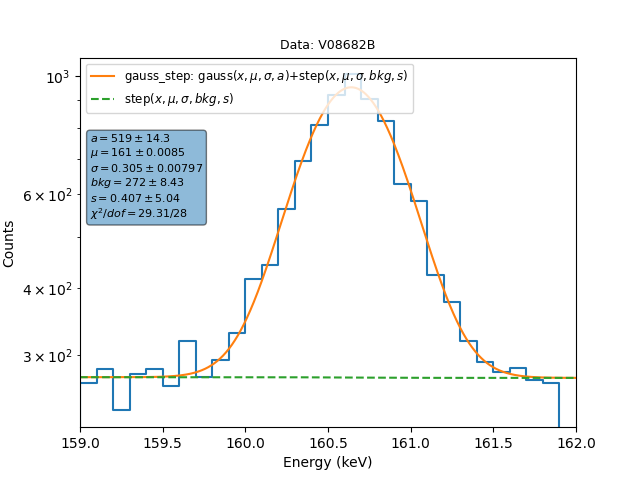 Data: V08682B
gauss_step: gauss(x, μ, σ, a)+step(x, μ, σ, bkg, s)
step(x, μ, σ, bkg, s)
a = 519 ± 14.3
μ = 161 ± 0.0085
σ = 0.305 ± 0.00797
bkg = 272 ± 8.43
s = 0.407 ± 5.04
χ²/dof = 29.31/28
10³
6 × 10²
4 × 10²
3 × 10²
Counts
159.0 159.5 160.0 160.5 161.0 161.5 162.0
Energy (keV)